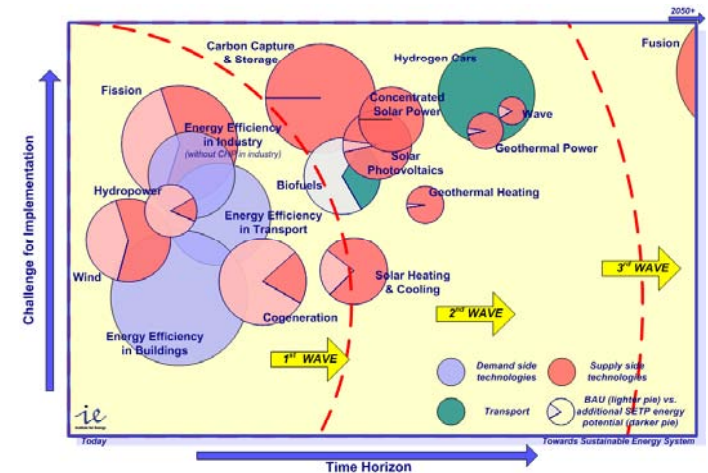 2050+
Carbon Capture
& Storage
Hydrogen Cars
Fusion
Fission
Concentrated
Solar Power
Wave
Energy Efficiency
in Industry
(without CHP in industry)
Geothermal Power
Solar
Photovoltaics
Biofuels
Hydropower
Geothermal Heating
Energy Efficiency
in Transport
Wind
Solar Heating
& Cooling
3rd WAVE
Cogeneration
2nd WAVE
Energy Efficiency
in Buildings
1st WAVE
Demand side
technologies
Supply side
technologies
Transport
BAU (lighter pie) vs.
additional SETP energy
potential (darker pie)
Challenge for Implementation
ie
Today
Towards Sustainable Energy System
Time Horizon